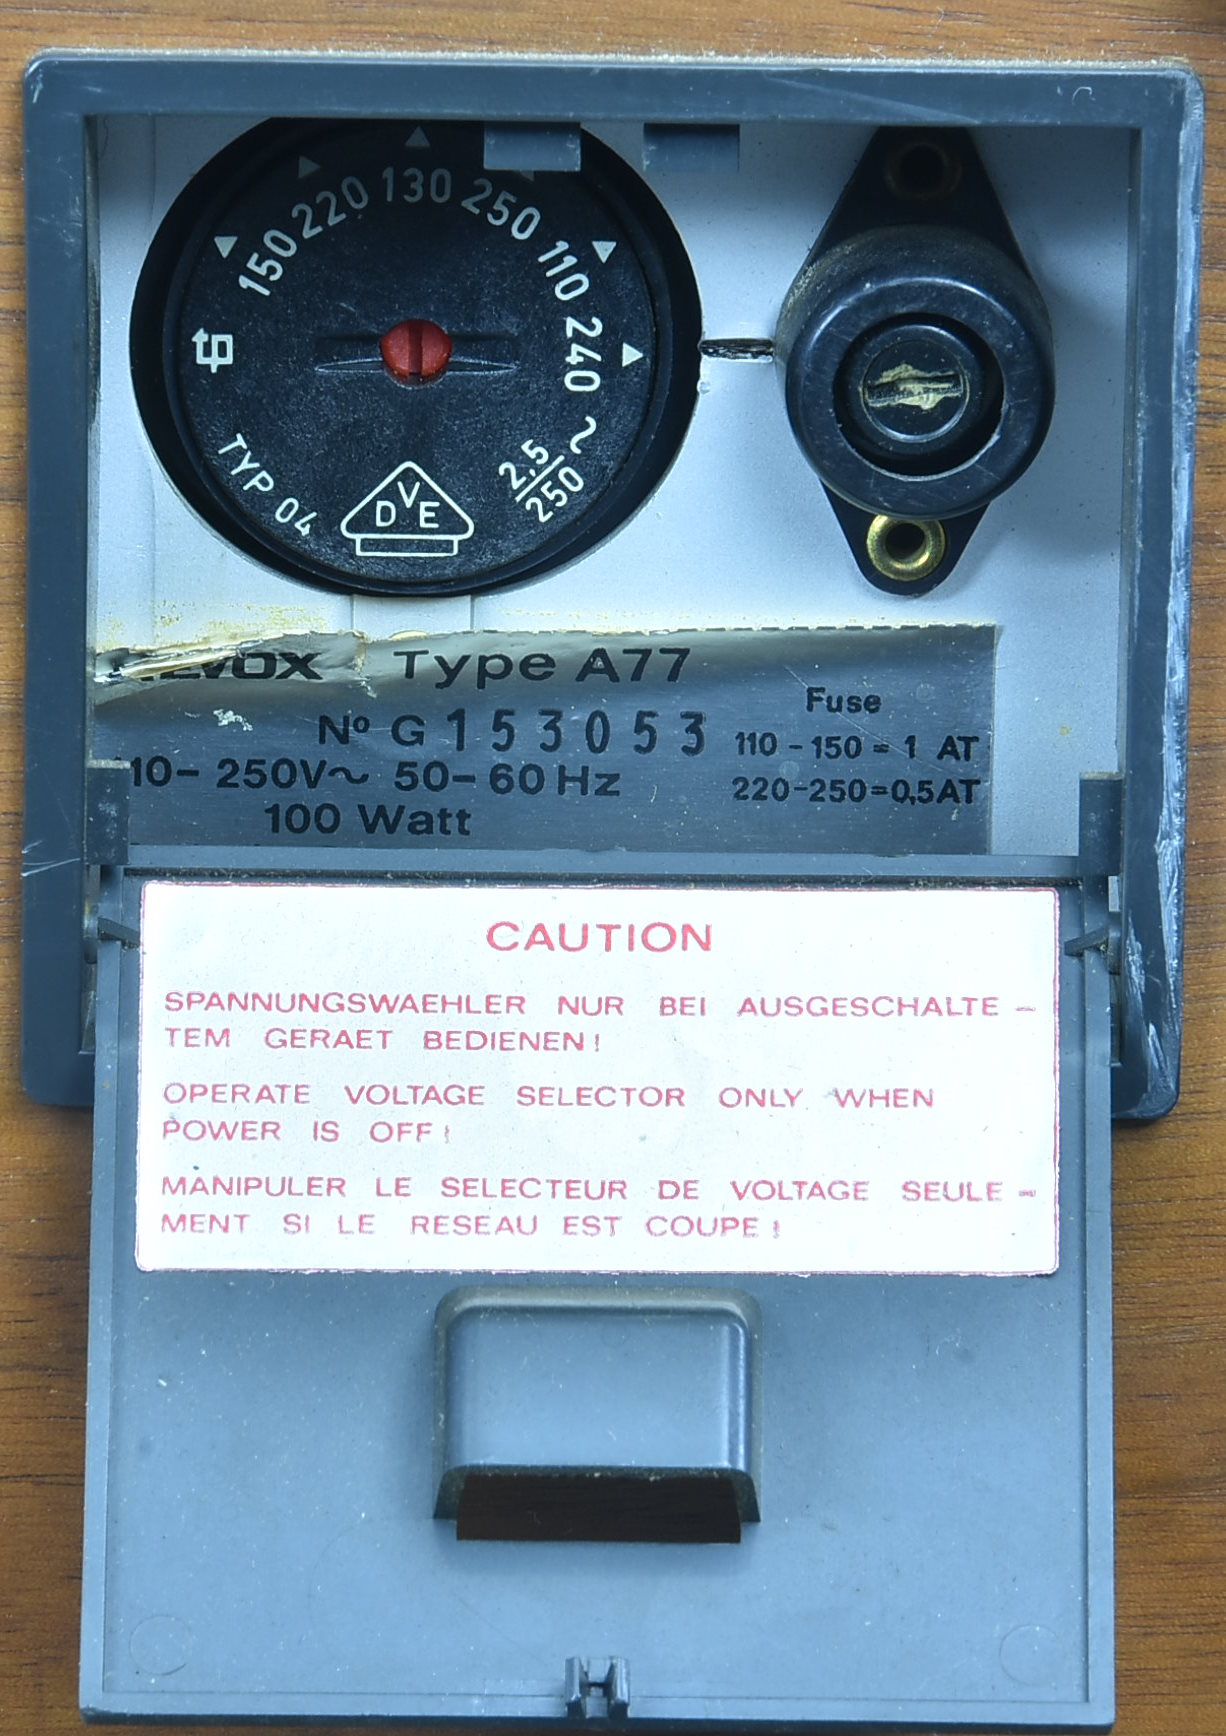 150 220 130 250 110 240 ~
2,5
250
TYP 04
D V E
Type A77
Nº G 153053
10-250V~ 50-60 Hz
100 Watt
Fuse
110-150=1 AT
220-250=0,5AT
CAUTION
SPANNUNGSWAEHLER NUR BEI AUSGESCHALTE-
TEM GERAET BEDIENEN!
OPERATE VOLTAGE SELECTOR ONLY WHEN
POWER IS OFF!
MANIPULER LE SELECTEUR DE VOLTAGE SEULE-
MENT SI LE RESEAU EST COUPE!